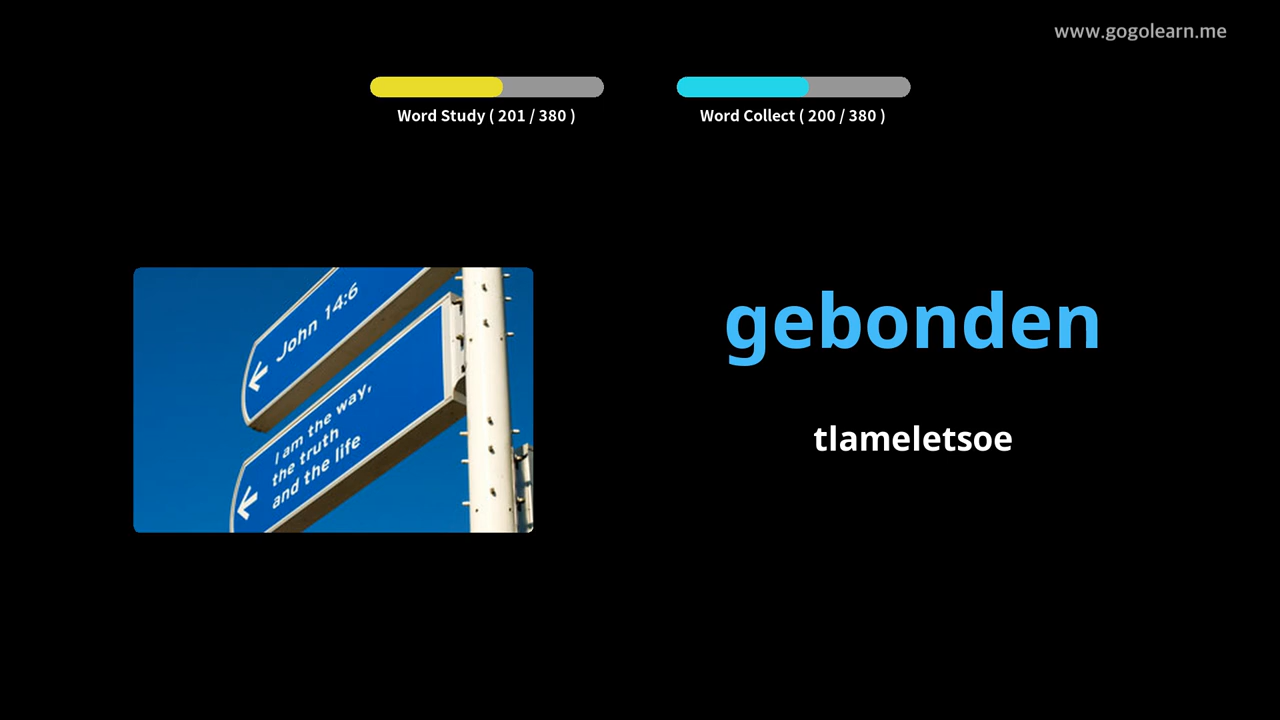 www.gogolearn.me
Word Study ( 201 / 380 )
Word Collect ( 200 / 380 )
John 14:6
I am the way,
the truth
and the life
gebonden
tlameletsoe